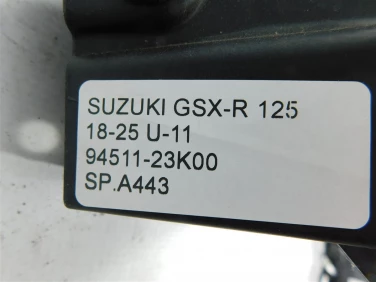 SUZUKI GSX-R 125
18-25 U-11
94511-23K00
SP.A443